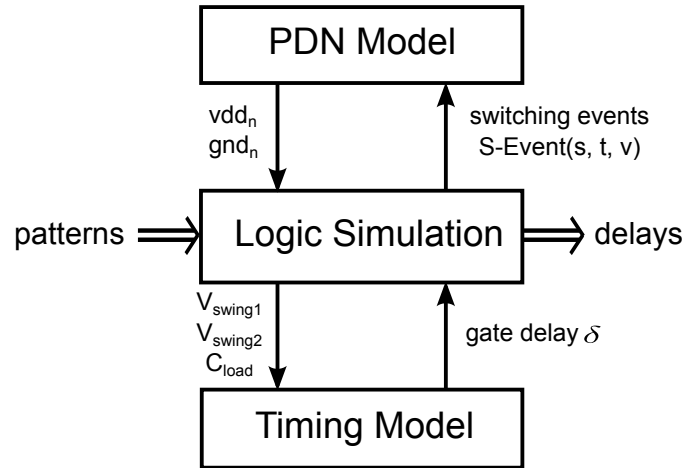 PDN Model
vdd_n
gnd_n
switching events
S-Event(s, t, v)
patterns
Logic Simulation
delays
V_swing1
V_swing2
C_load
gate delay δ
Timing Model